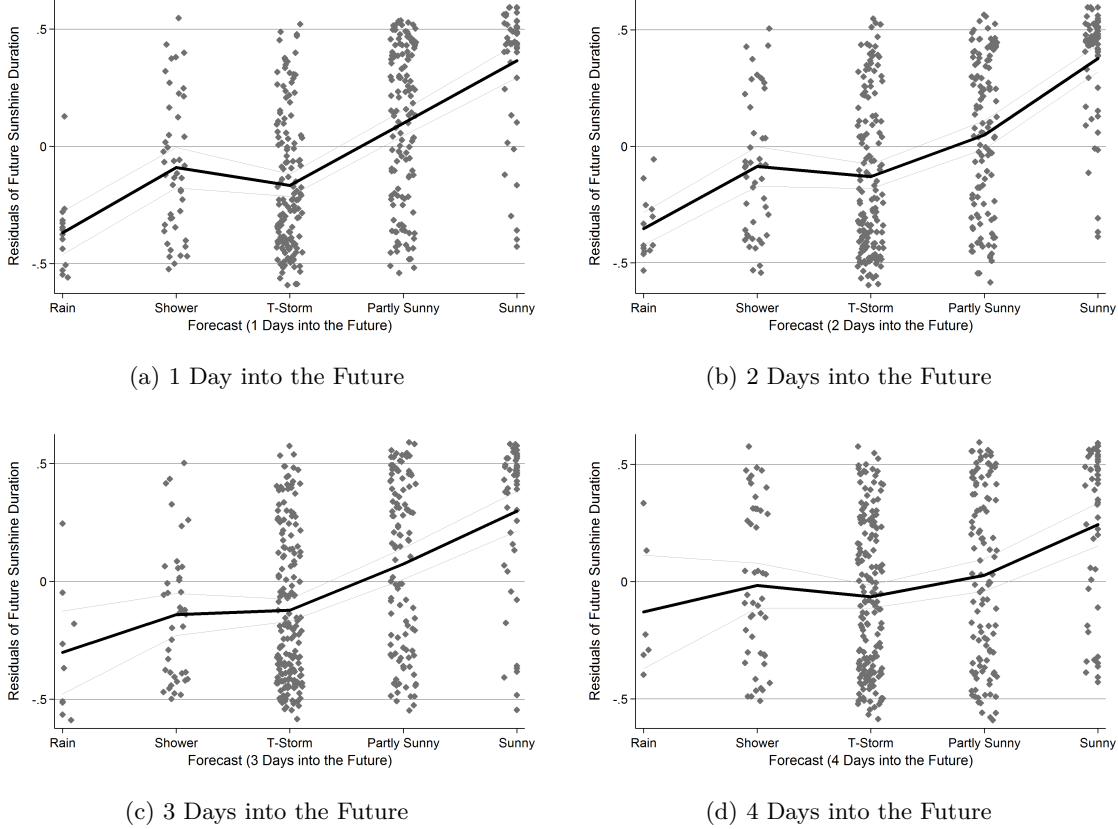 Residuals of Future Sunshine Duration
.5
0
-.5
Rain Shower T-Storm Partly Sunny Sunny
Forecast (1 Days into the Future)
(a) 1 Day into the Future
Residuals of Future Sunshine Duration
.5
0
-.5
Rain Shower T-Storm Partly Sunny Sunny
Forecast (2 Days into the Future)
(b) 2 Days into the Future
Residuals of Future Sunshine Duration
.5
0
-.5
Rain Shower T-Storm Partly Sunny Sunny
Forecast (3 Days into the Future)
(c) 3 Days into the Future
Residuals of Future Sunshine Duration
.5
0
-.5
Rain Shower T-Storm Partly Sunny Sunny
Forecast (4 Days into the Future)
(d) 4 Days into the Future